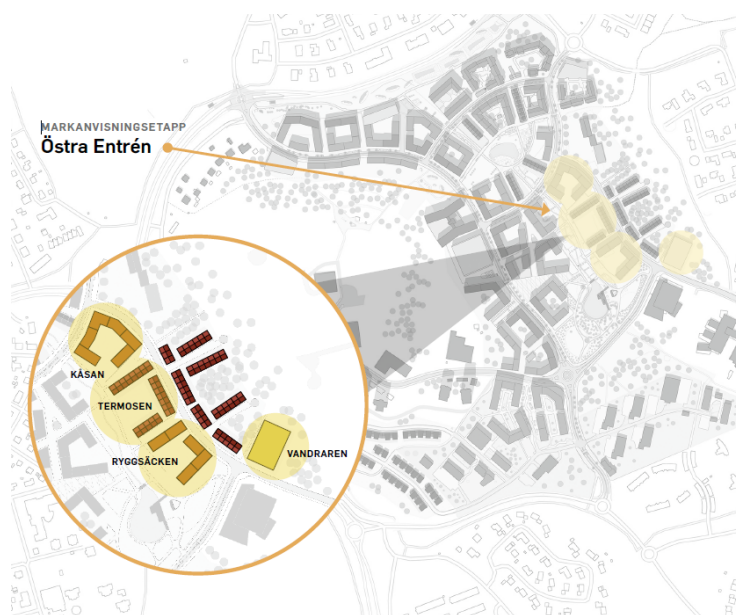 MARKANVISNINGSETAPP
Östra Entrén
KÅSAN
TERMOSEN
RYGGSÄCKEN
VANDRAREN